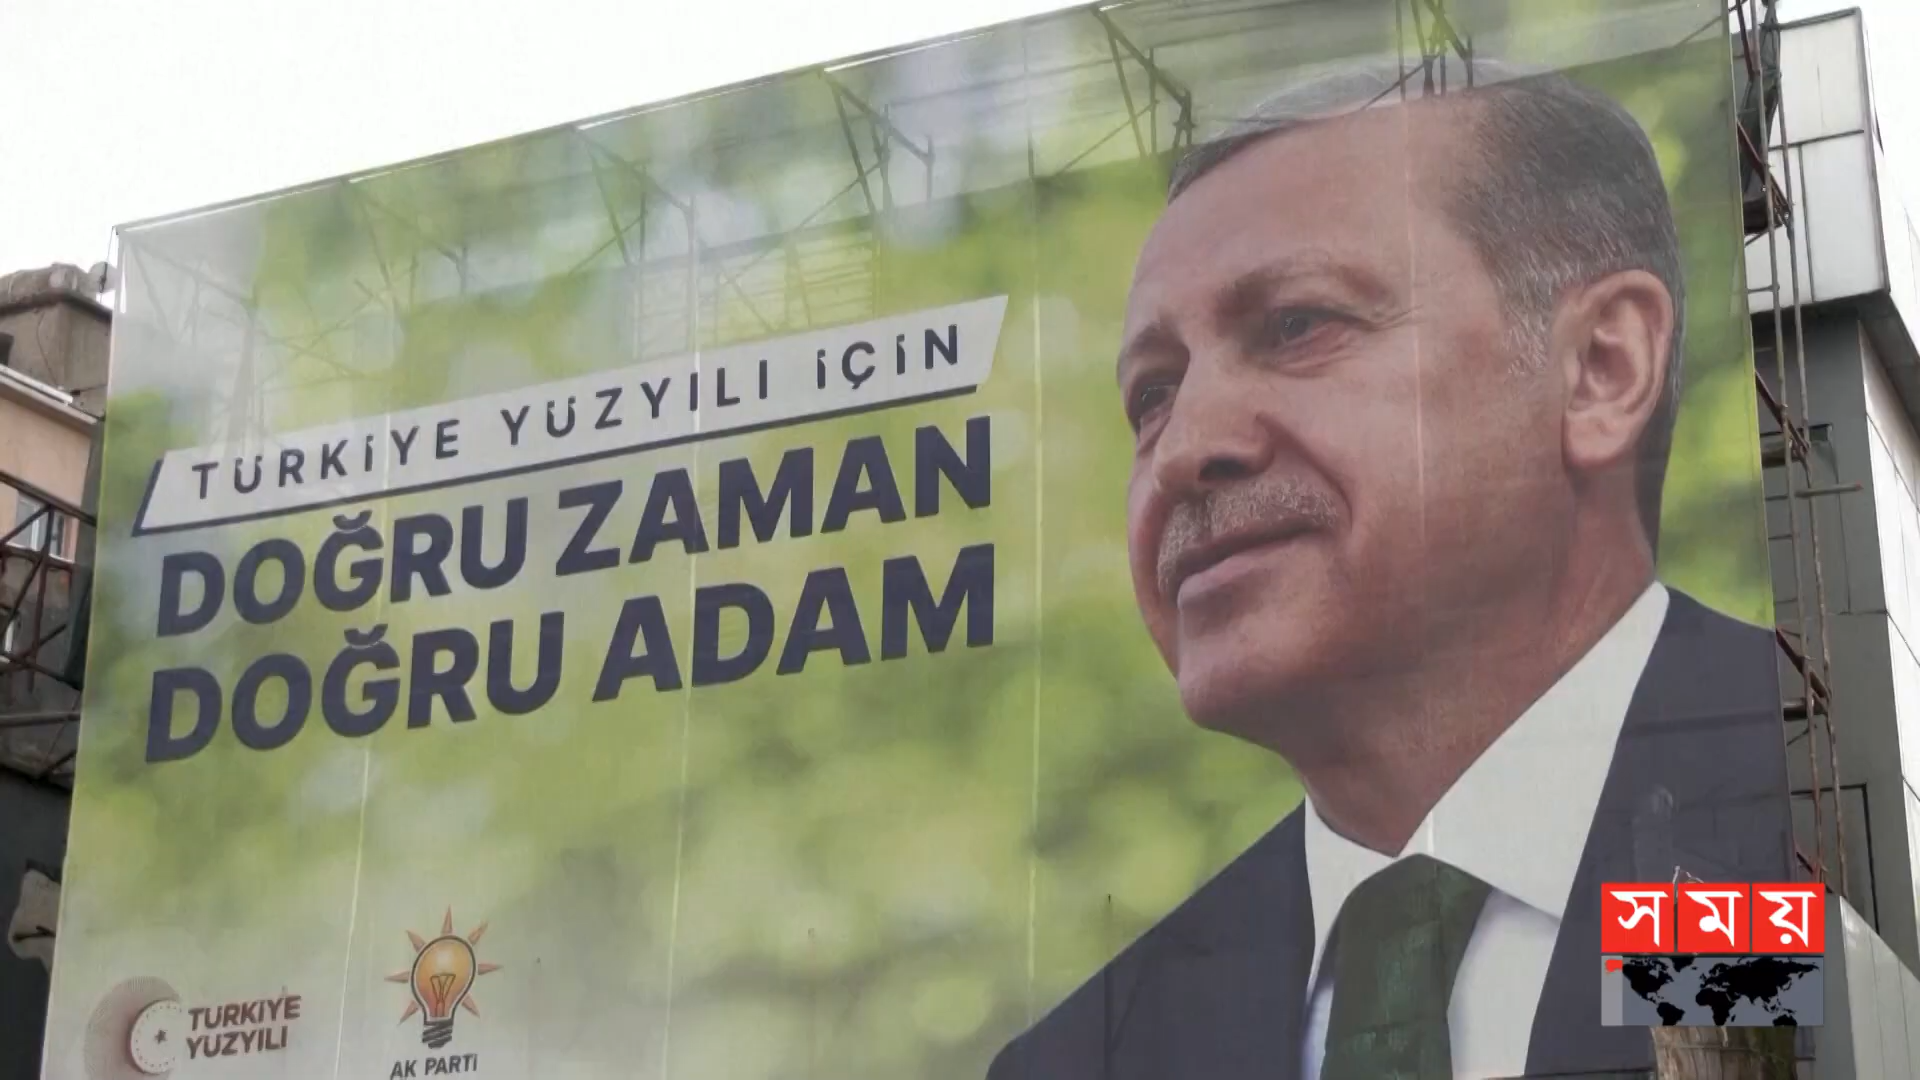 TÜRKİYE YÜZYILI İÇİN
DOĞRU ZAMAN
DOĞRU ADAM
TÜRKİYE
YÜZYILI
AK PARTİ
সময়